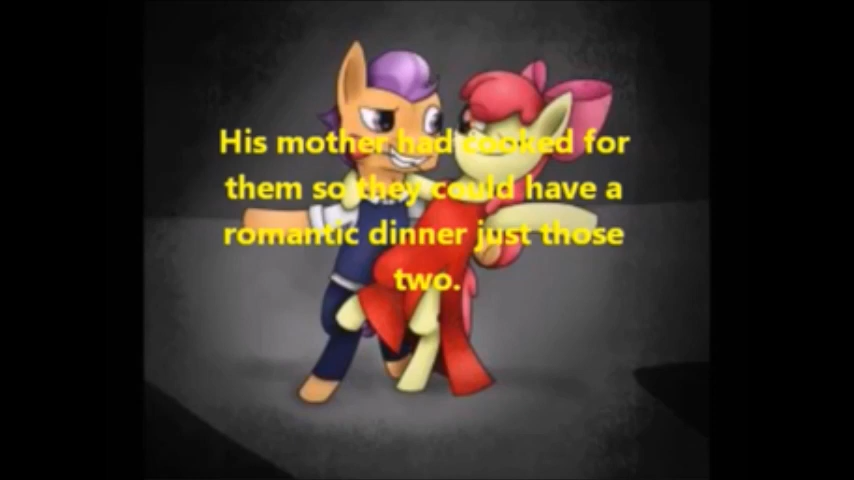 His mother had cooked for
them so they could have a
romantic dinner just those
two.